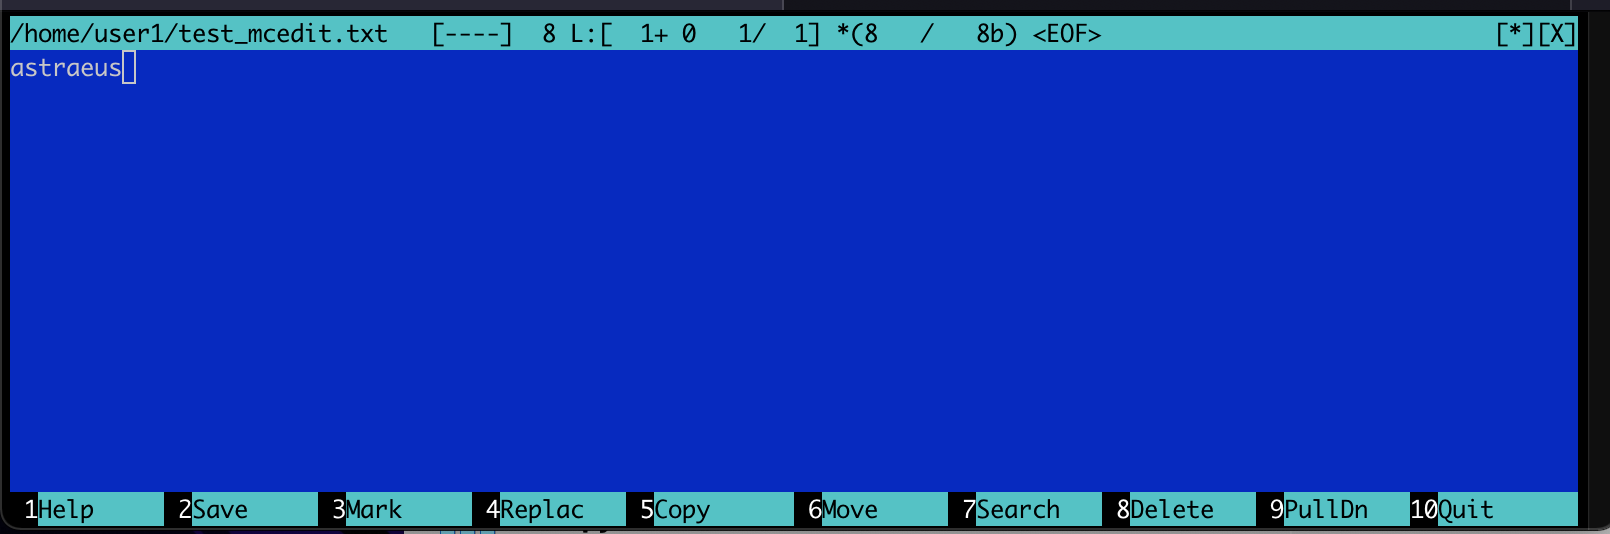 /home/user1/test_mcedit.txt   [----]  8 L:[  1+ 0   1/  1] *(8   /   8b) <EOF>                            [*][X]
astraeus
1Help 2Save 3Mark 4Replac 5Copy 6Move 7Search 8Delete 9PullDn 10Quit